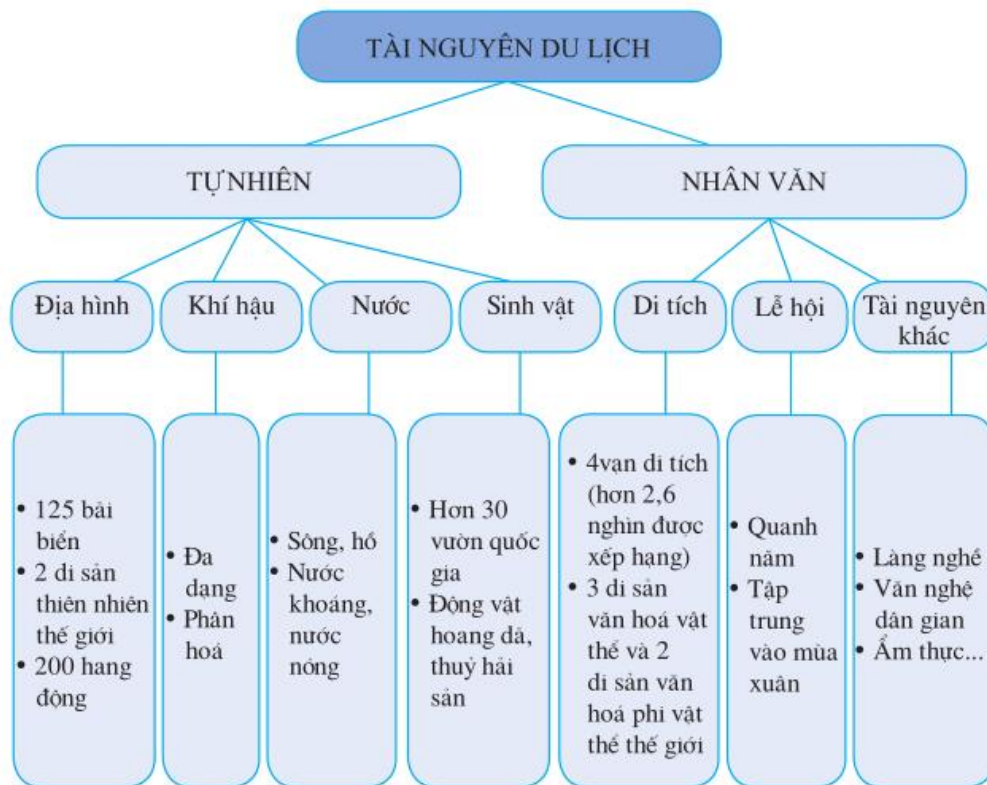 TÀI NGUYÊN DU LỊCH
TỰ NHIÊN
NHÂN VĂN
Địa hình
Khí hậu
Nước
Sinh vật
Di tích
Lễ hội
Tài nguyên
khác
• 125 bãi
biển
• 2 di sản
thiên nhiên
thế giới
• 200 hang
động
• Đa
dạng
• Phân
hoá
• Sông, hồ
• Nước
khoáng,
nước
nóng
• Hơn 30
vườn quốc
gia
• Động vật
hoang dã,
thuỷ hải
sản
• 4vạn di tích
(hơn 2,6
nghìn được
xếp hạng)
• 3 di sản
văn hoá vật
thể và 2
di sản văn
hoá phi vật
thể thế giới
• Quanh
năm
• Tập
trung
vào mùa
xuân
• Làng nghề
• Văn nghệ
dân gian
• Ẩm thực...